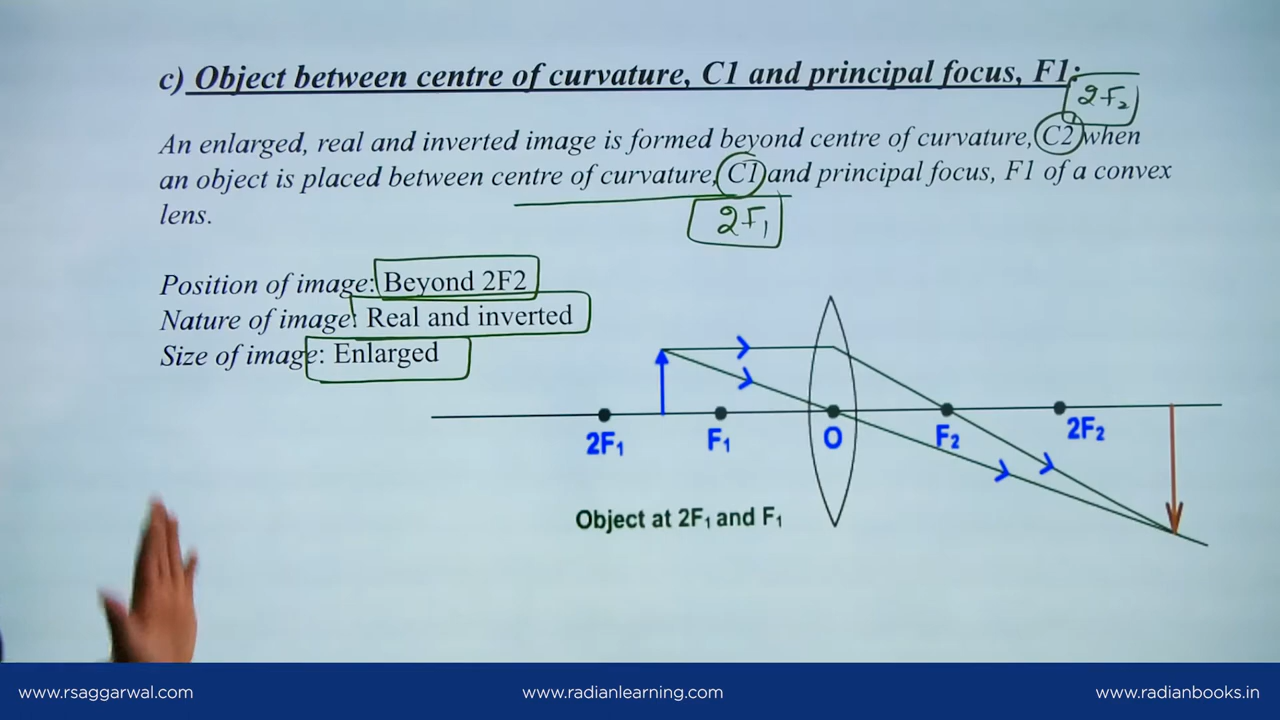 c) Object between centre of curvature, C1 and principal focus, F1:
2F₂
An enlarged, real and inverted image is formed beyond centre of curvature, C2 when
an object is placed between centre of curvature, C1 and principal focus, F1 of a convex
lens.
2F₁
Position of image: Beyond 2F2
Nature of image: Real and inverted
Size of image: Enlarged
2F₁ F₁ O F₂ 2F₂
Object at 2F₁ and F₁
www.rsaggarwal.com www.radianlearning.com www.radianbooks.in